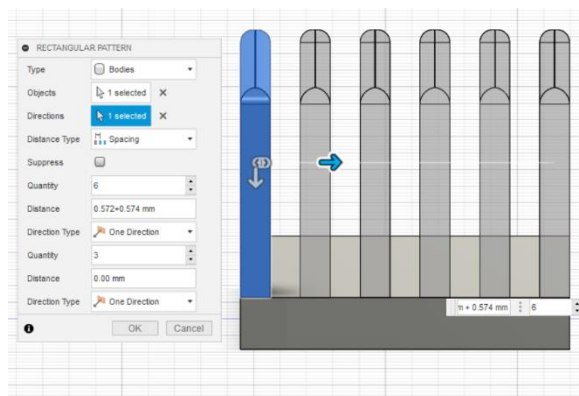 RECTANGULAR PATTERN
Type Bodies
Objects 1 selected
Directions 1 selected
Distance Type Spacing
Suppress
Quantity 6
Distance 0.572+0.574 mm
Direction Type One Direction
Quantity 3
Distance 0.00 mm
Direction Type One Direction
OK Cancel
m + 0.574 mm 6